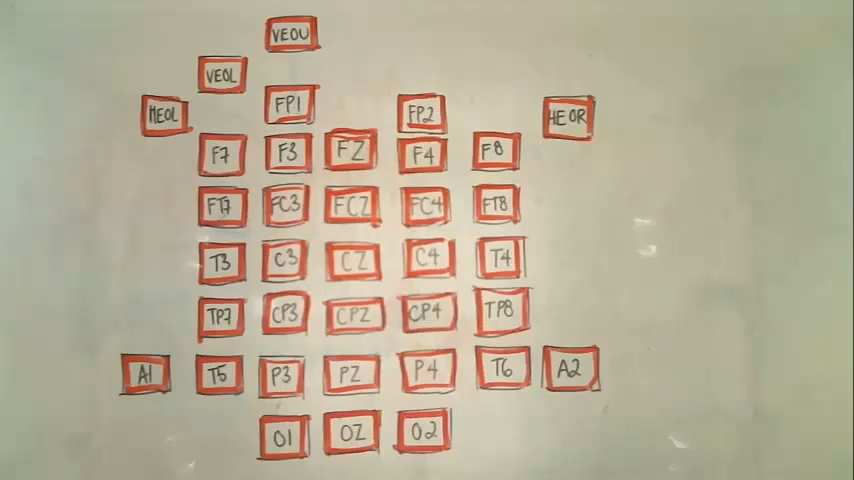 VEOU
VEOL
HEOL FP1 FP2 HEOR
F7 F3 FZ F4 F8
FT7 FC3 FCZ FC4 FT8
T3 C3 CZ C4 T4
TP7 CP3 CPZ CP4 TP8
A1 T5 P3 PZ P4 T6 A2
O1 OZ O2